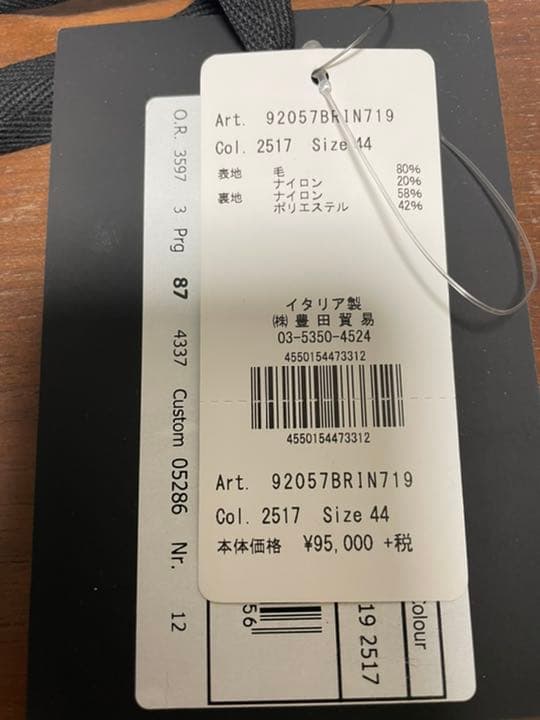 Art. 92057BRIN719
Col. 2517 Size 44
表地 毛 80%
ナイロン 20%
裏地 ナイロン 58%
ポリエステル 42%
イタリア製
㈱豊田貿易
03-5350-4524
4550154473312
4550154473312
Art. 92057BRIN719
Col. 2517 Size 44
本体価格 ¥95,000 +税
O.R. 3597 3 Prg 87 4337 Custom 05286 Nr. 12
56
19 2517
olour